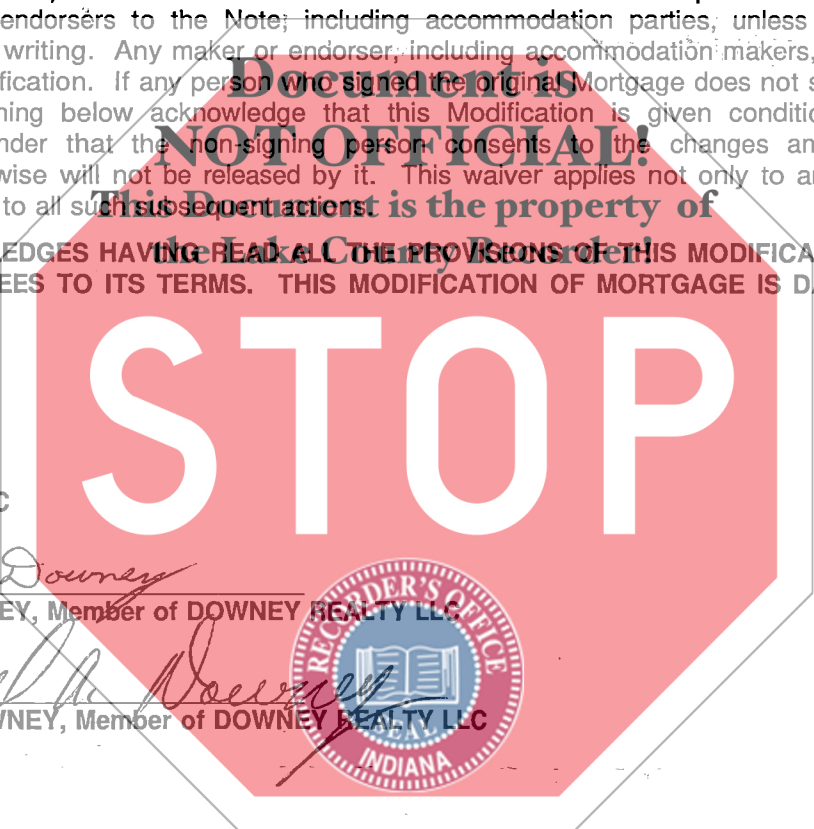 endorsers to the Note, including accommodation parties, unless
writing. Any maker or endorser, including accommodation makers,
fication. If any person who signed the original Mortgage does not s
ning below acknowledge that this Modification is given conditio
nder that the non-signing person consents to the changes an
wise will not be released by it. This waiver applies not only to a
to all such subsequent actions.
Document is
NOT OFFICIAL!
This Document is the property of
the Lake County Recorder!
EDGES HAVING READ ALL THE PROVISIONS OF THIS MODIFICA
EES TO ITS TERMS. THIS MODIFICATION OF MORTGAGE IS D
STOP
C
Downey
EY, Member of DOWNEY REALTY LLC
Downey
WNEY, Member of DOWNEY REALTY LLC
RECORDER'S OFFICE
SEAL
INDIANA